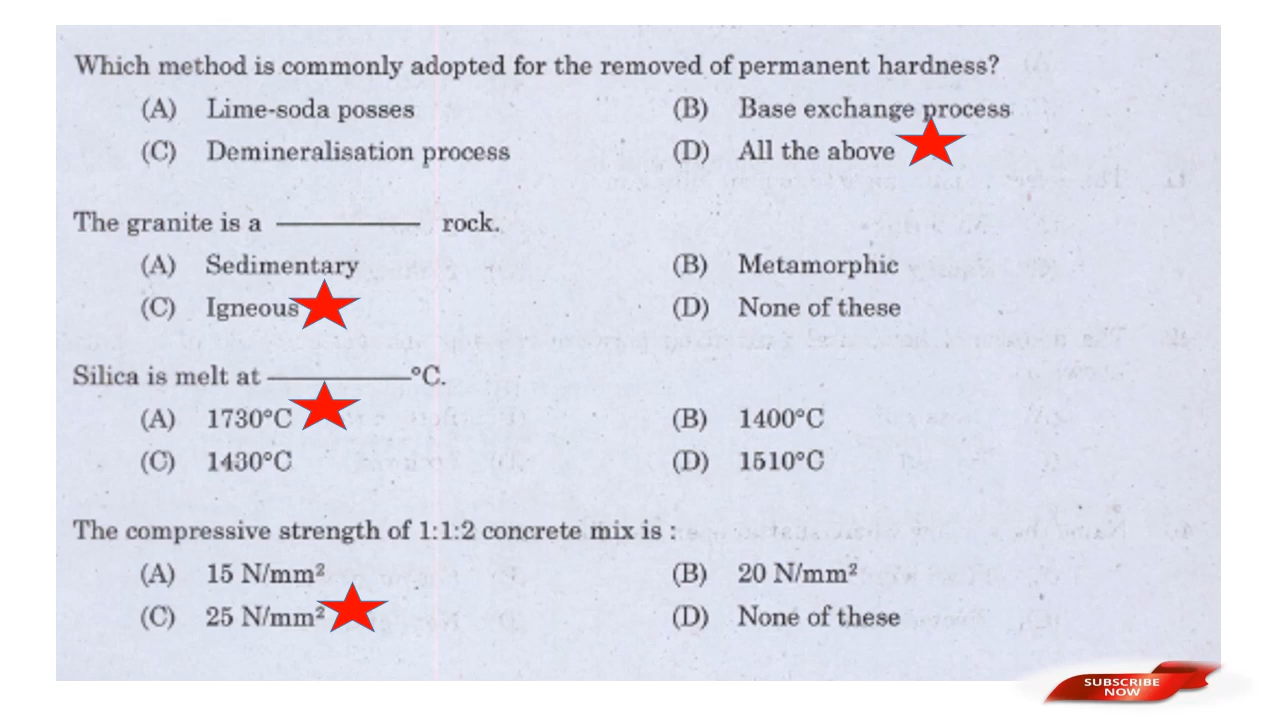 Which method is commonly adopted for the removed of permanent hardness?
(A) Lime-soda posses (B) Base exchange process
(C) Demineralisation process (D) All the above
The granite is a ________ rock.
(A) Sedimentary (B) Metamorphic
(C) Igneous (D) None of these
Silica is melt at ________°C.
(A) 1730°C (B) 1400°C
(C) 1430°C (D) 1510°C
The compressive strength of 1:1:2 concrete mix is :
(A) 15 N/mm² (B) 20 N/mm²
(C) 25 N/mm² (D) None of these
SUBSCRIBE
NOW